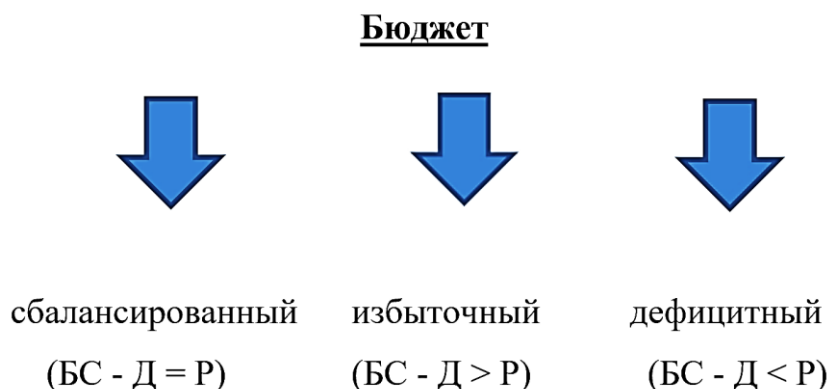 Бюджет
сбалансированный избыточный дефицитный
(БС - Д = Р) (БС - Д > Р) (БС - Д < Р)